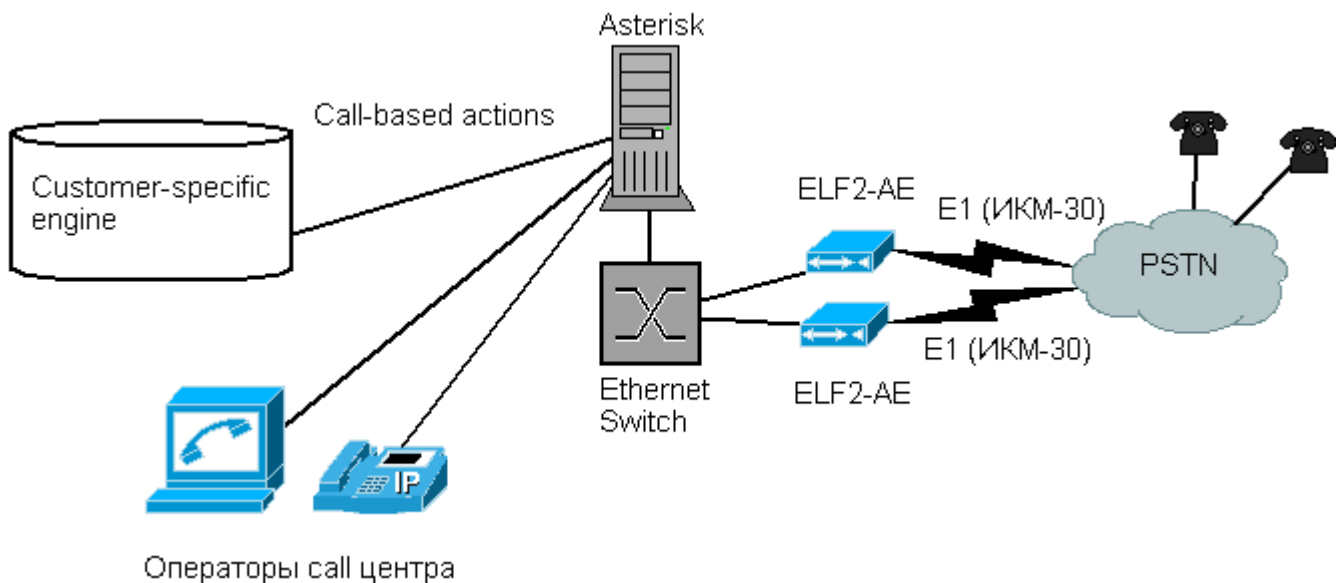 Asterisk
Call-based actions
Customer-specific
engine
ELF2-AE
E1 (ИКМ-30)
PSTN
E1 (ИКМ-30)
ELF2-AE
Ethernet
Switch
IP
Операторы call центра